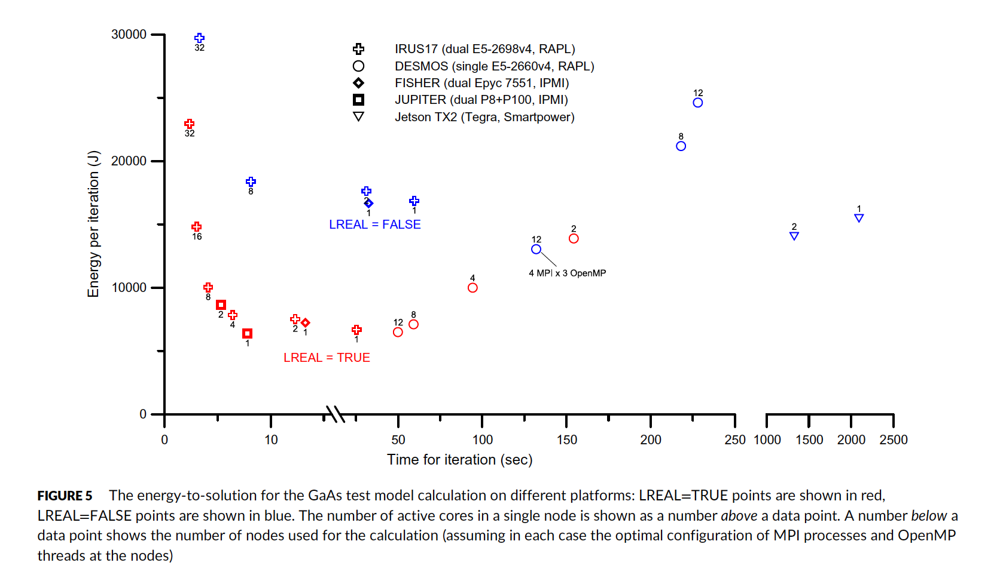 30000
32
IRUS17 (dual E5-2698v4, RAPL)
DESMOS (single E5-2660v4, RAPL)
FISHER (dual Epyc 7551, IPMI)
JUPITER (dual P8+P100, IPMI)
Jetson TX2 (Tegra, Smartpower)
12
32
8
Energy per iteration (J)
20000
8
2
1
1
LREAL = FALSE
1
2
16
2
12
4 MPI x 3 OpenMP
4
10000
8
2
4
1
2
1
1
12
8
LREAL = TRUE
0
0
10
50
100
150
200
250
1000
1500
2000
2500
Time for iteration (sec)
FIGURE 5 The energy-to-solution for the GaAs test model calculation on different platforms: LREAL=TRUE points are shown in red,
LREAL=FALSE points are shown in blue. The number of active cores in a single node is shown as a number above a data point. A number below a
data point shows the number of nodes used for the calculation (assuming in each case the optimal configuration of MPI processes and OpenMP
threads at the nodes)